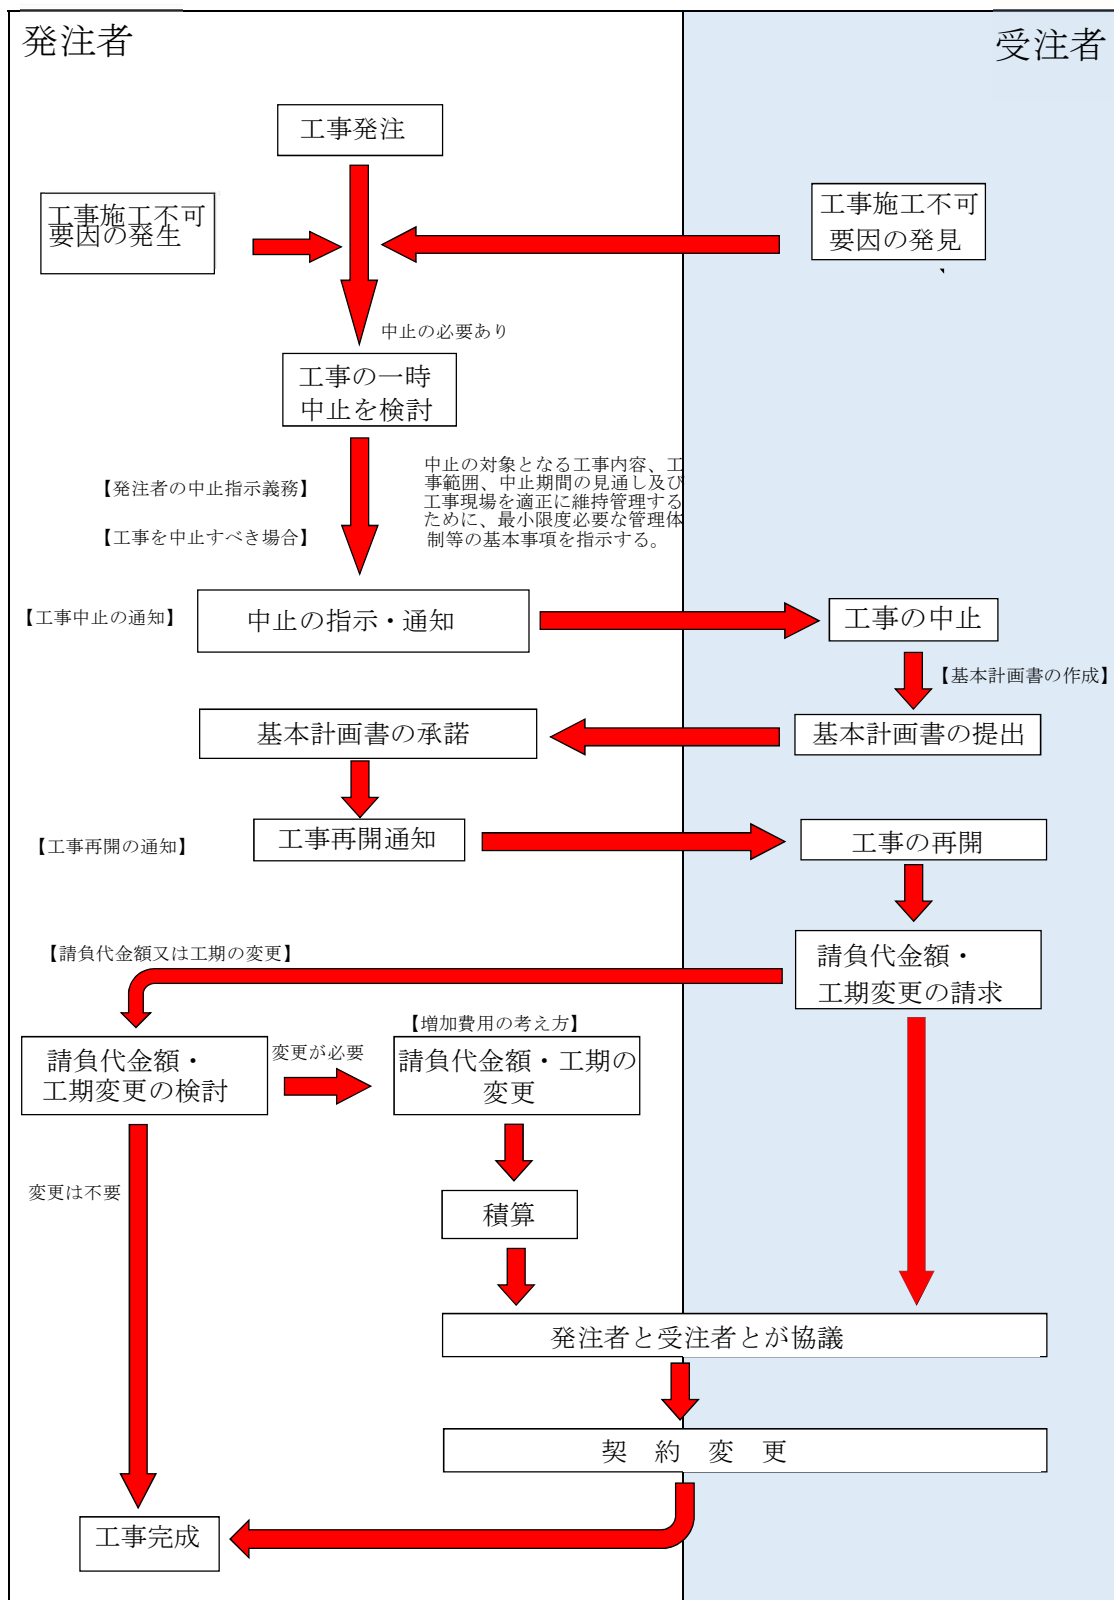 発注者
受注者
工事発注
工事施工不可
要因の発生
工事施工不可
要因の発見
中止の必要あり
工事の一時
中止を検討
【発注者の中止指示義務】
【工事を中止すべき場合】
中止の対象となる工事内容、工
事範囲、中止期間の見通し及び
工事現場を適正に維持管理する
ために、最小限度必要な管理体
制等の基本事項を指示する。
【工事中止の通知】
中止の指示・通知
工事の中止
【基本計画書の作成】
基本計画書の承諾
基本計画書の提出
【工事再開の通知】
工事再開通知
工事の再開
【請負代金額又は工期の変更】
請負代金額・
工期変更の請求
【増加費用の考え方】
請負代金額・
工期変更の検討
変更が必要
請負代金額・工期の
変更
変更は不要
積算
発注者と受注者とが協議
契 約 変 更
工事完成